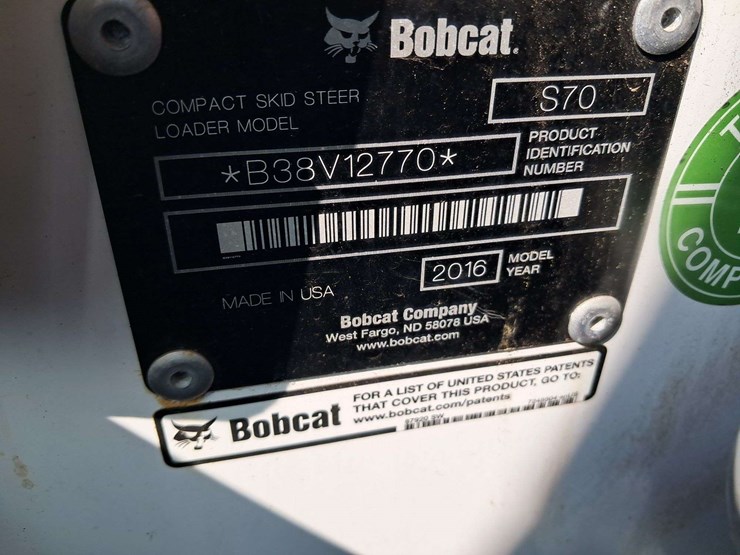 Bobcat.
COMPACT SKID STEER
LOADER MODEL
S70
PRODUCT
IDENTIFICATION
NUMBER
*B38V12770*
2016
MODEL
YEAR
MADE IN USA
Bobcat Company
West Fargo, ND 58078 USA
www.bobcat.com
Bobcat
FOR A LIST OF UNITED STATES PATENTS
THAT COVER THIS PRODUCT, GO TO:
www.bobcat.com/patents
COMP